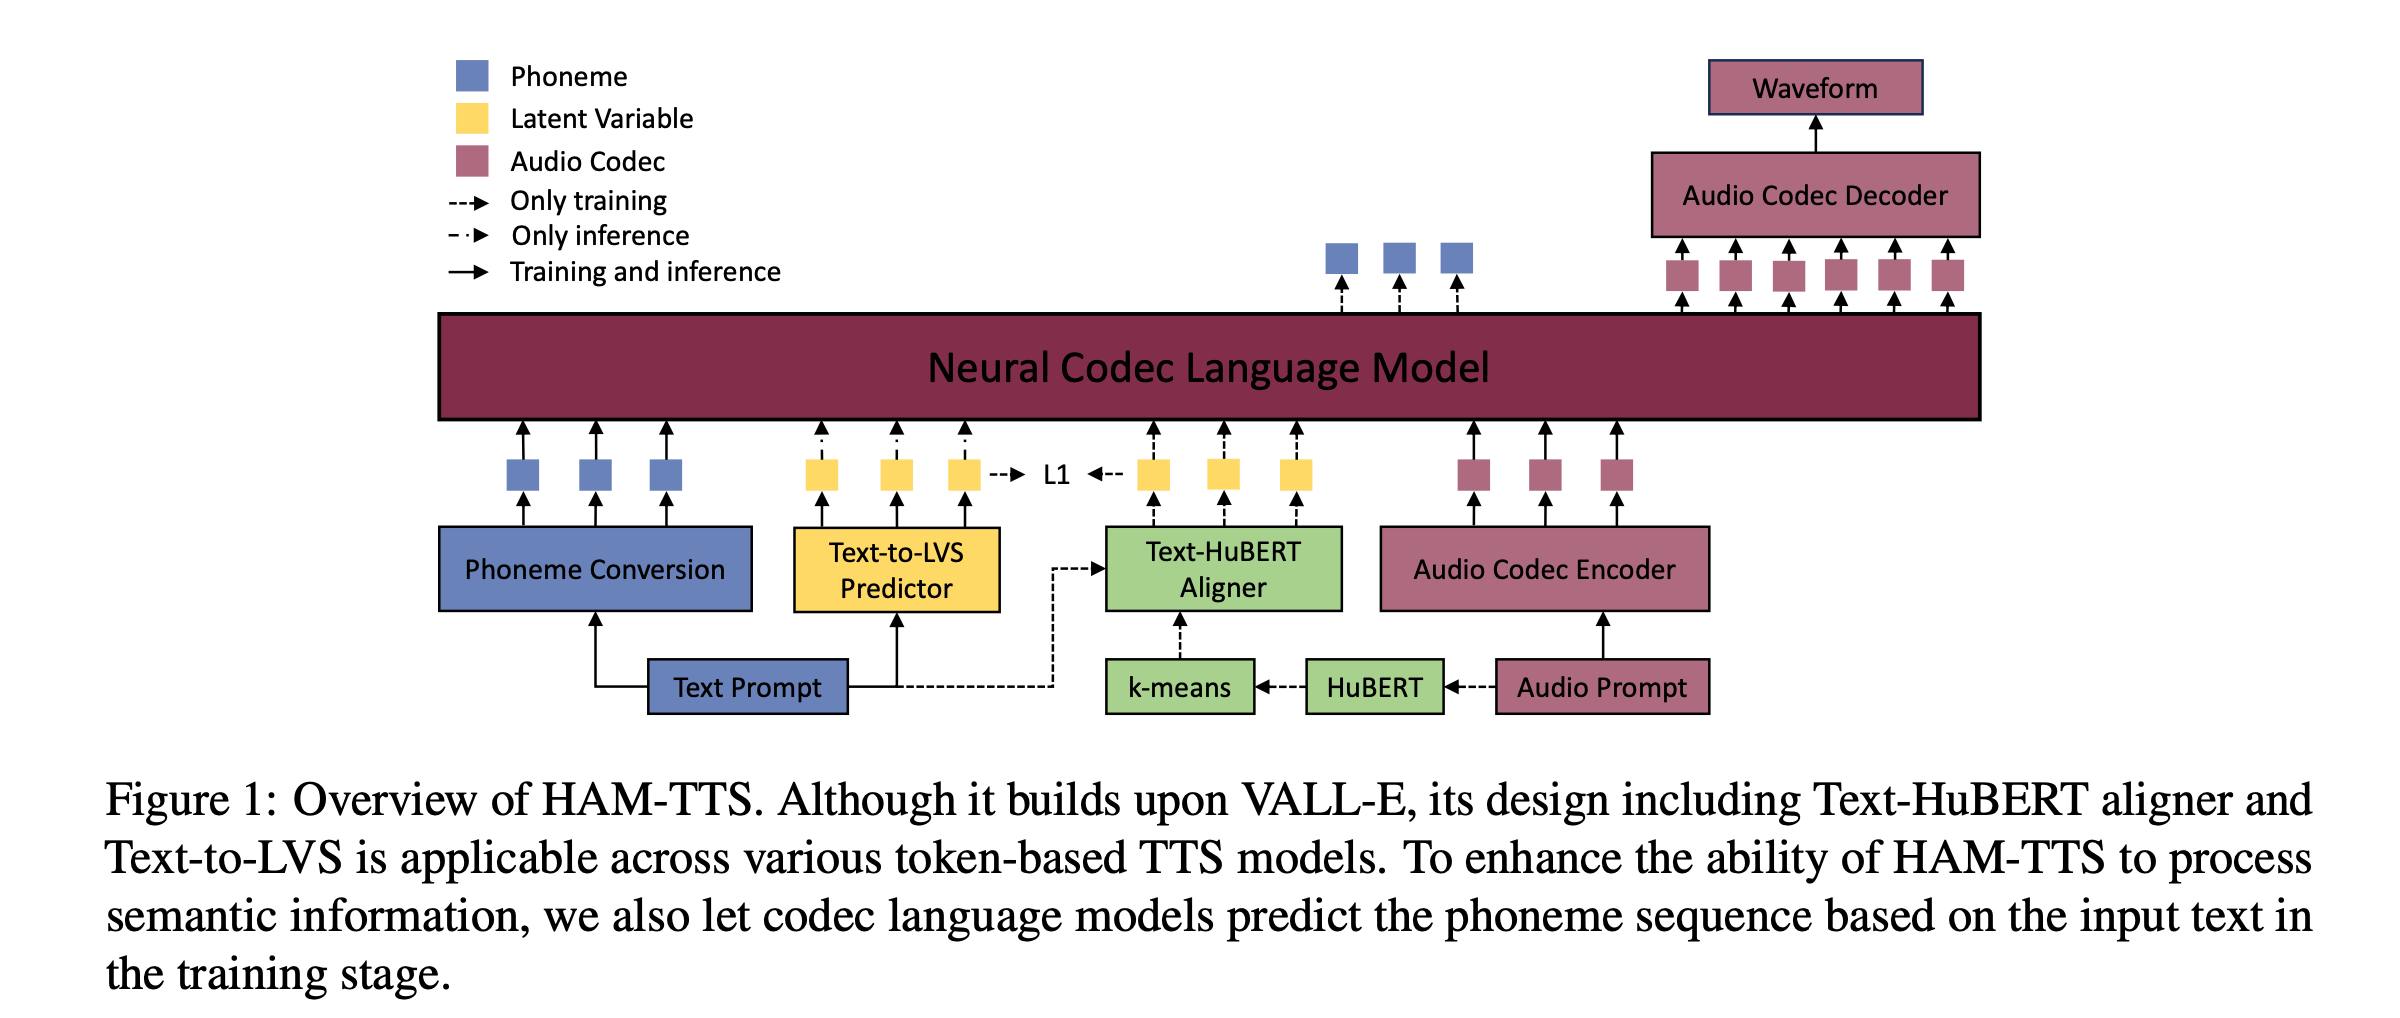 Phoneme
Latent Variable
Audio Codec
Only training
Only inference
Training and inference
Waveform
Audio Codec Decoder
Neural Codec Language Model
L1
Phoneme Conversion
Text-to-LVS
Predictor
Text-HuBERT
Aligner
Audio Codec Encoder
Text Prompt
k-means
HuBERT
Audio Prompt
Figure 1: Overview of HAM-TTS. Although it builds upon VALL-E, its design including Text-HuBERT aligner and
Text-to-LVS is applicable across various token-based TTS models. To enhance the ability of HAM-TTS to process
semantic information, we also let codec language models predict the phoneme sequence based on the input text in
the training stage.